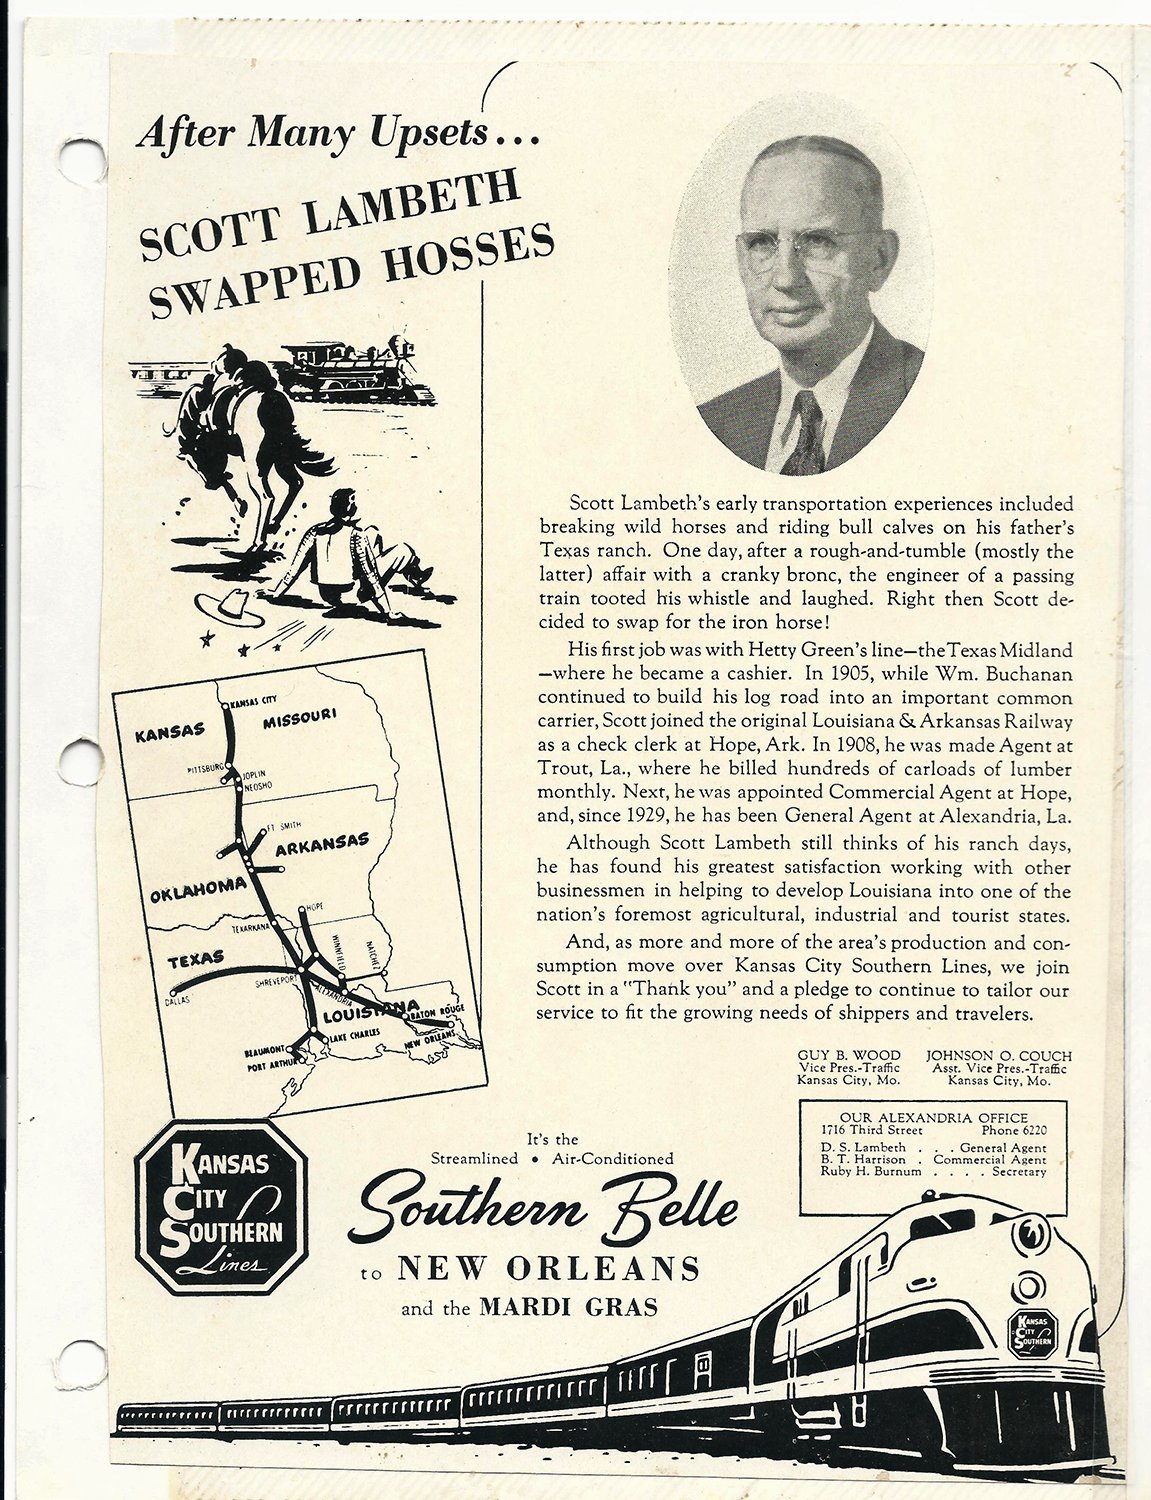 After Many Upsets...
SCOTT LAMBETH
SWAPPED HOSSES
Scott Lambeth's early transportation experiences included
breaking wild horses and riding bull calves on his father's
Texas ranch. One day, after a rough-and-tumble (mostly the
latter) affair with a cranky bronc, the engineer of a passing
train tooted his whistle and laughed. Right then Scott de-
cided to swap for the iron horse!
His first job was with Hetty Green's line—the Texas Midland
—where he became a cashier. In 1905, while Wm. Buchanan
continued to build his log road into an important common
carrier, Scott joined the original Louisiana & Arkansas Railway
as a check clerk at Hope, Ark. In 1908, he was made Agent at
Trout, La., where he billed hundreds of carloads of lumber
monthly. Next, he was appointed Commercial Agent at Hope,
and, since 1929, he has been General Agent at Alexandria, La.
Although Scott Lambeth still thinks of his ranch days,
he has found his greatest satisfaction working with other
businessmen in helping to develop Louisiana into one of the
nation's foremost agricultural, industrial and tourist states.
And, as more and more of the area's production and con-
sumption move over Kansas City Southern Lines, we join
Scott in a "Thank you" and a pledge to continue to tailor our
service to fit the growing needs of shippers and travelers.
GUY B. WOOD
Vice Pres.-Traffic
Kansas City, Mo.
JOHNSON O. COUCH
Asst. Vice Pres.-Traffic
Kansas City, Mo.
OUR ALEXANDRIA OFFICE
1716 Third Street Phone 6220
D. S. Lambeth . . . General Agent
B. T. Harrison . Commercial Agent
Ruby H. Burnum . . . . Secretary
KANSAS CITY
KANSAS
MISSOURI
PITTSBURG
JOPLIN
NEOSHO
FT SMITH
ARKANSAS
OKLAHOMA
HOPE
TEXARKANA
WINNFIELD
NATCHEZ
TEXAS
SHREVEPORT
DALLAS
ALEXANDRIA
LOUISIANA
BATON ROUGE
LAKE CHARLES
NEW ORLEANS
BEAUMONT
PORT ARTHUR
KANSAS
CITY
SOUTHERN
Lines
It's the
Streamlined • Air-Conditioned
Southern Belle
to NEW ORLEANS
and the MARDI GRAS
KANSAS
CITY
SOUTHERN